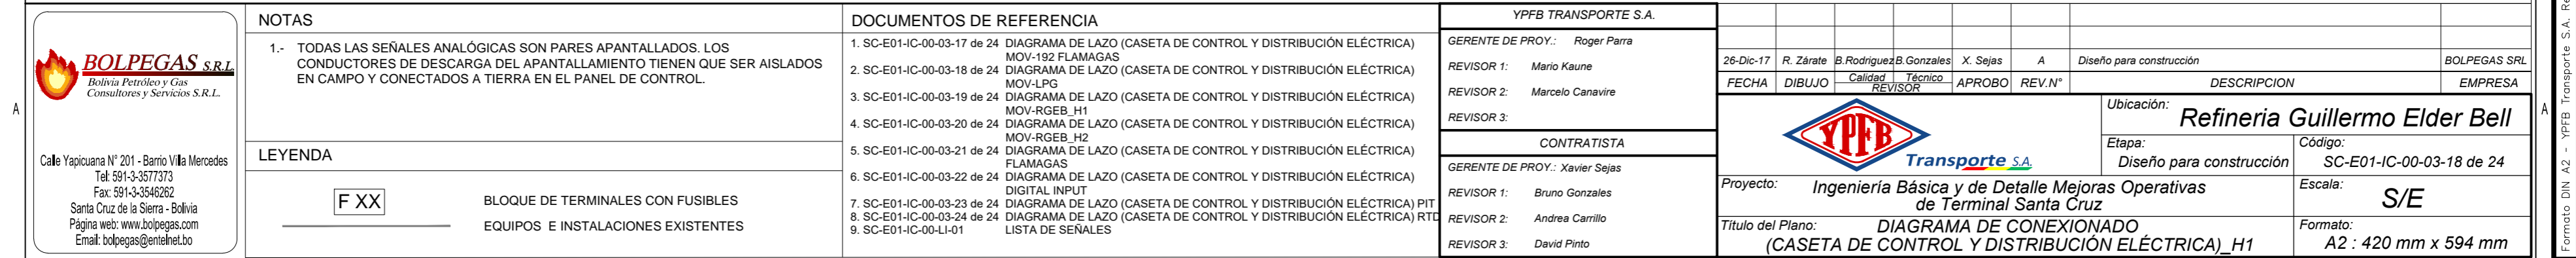 BOLPEGAS S.R.L.
Bolivia Petróleo y Gas
Consultores y Servicios S.R.L.
Calle Yapicuana N° 201 - Barrio Villa Mercedes
Tel: 591-3-3577373
Fax: 591-3-3546262
Santa Cruz de la Sierra - Bolivia
Página web: www.bolpegas.com
Email: bolpegas@entelnet.bo
NOTAS
1.- TODAS LAS SEÑALES ANALÓGICAS SON PARES APANTALLADOS. LOS
CONDUCTORES DE DESCARGA DEL APANTALLAMIENTO TIENEN QUE SER AISLADOS
EN CAMPO Y CONECTADOS A TIERRA EN EL PANEL DE CONTROL.
LEYENDA
F XX BLOQUE DE TERMINALES CON FUSIBLES
EQUIPOS E INSTALACIONES EXISTENTES
DOCUMENTOS DE REFERENCIA
1. SC-E01-IC-00-03-17 de 24 DIAGRAMA DE LAZO (CASETA DE CONTROL Y DISTRIBUCIÓN ELÉCTRICA)
MOV-192 FLAMAGAS
2. SC-E01-IC-00-03-18 de 24 DIAGRAMA DE LAZO (CASETA DE CONTROL Y DISTRIBUCIÓN ELÉCTRICA)
MOV-LPG
3. SC-E01-IC-00-03-19 de 24 DIAGRAMA DE LAZO (CASETA DE CONTROL Y DISTRIBUCIÓN ELÉCTRICA)
MOV-RGEB_H1
4. SC-E01-IC-00-03-20 de 24 DIAGRAMA DE LAZO (CASETA DE CONTROL Y DISTRIBUCIÓN ELÉCTRICA)
MOV-RGEB_H2
5. SC-E01-IC-00-03-21 de 24 DIAGRAMA DE LAZO (CASETA DE CONTROL Y DISTRIBUCIÓN ELÉCTRICA)
FLAMAGAS
6. SC-E01-IC-00-03-22 de 24 DIAGRAMA DE LAZO (CASETA DE CONTROL Y DISTRIBUCIÓN ELÉCTRICA)
DIGITAL INPUT
7. SC-E01-IC-00-03-23 de 24 DIAGRAMA DE LAZO (CASETA DE CONTROL Y DISTRIBUCIÓN ELÉCTRICA) PIT
8. SC-E01-IC-00-03-24 de 24 DIAGRAMA DE LAZO (CASETA DE CONTROL Y DISTRIBUCIÓN ELÉCTRICA) RTD
9. SC-E01-IC-00-LI-01 LISTA DE SEÑALES
YPFB TRANSPORTE S.A.
GERENTE DE PROY.: Roger Parra
REVISOR 1: Mario Kaune
REVISOR 2: Marcelo Canavire
REVISOR 3:
CONTRATISTA
GERENTE DE PROY.: Xavier Sejas
REVISOR 1: Bruno Gonzales
REVISOR 2: Andrea Carrillo
REVISOR 3: David Pinto
26-Dic-17 R. Zárate B.Rodriguez B.Gonzales X. Sejas A Diseño para construcción BOLPEGAS SRL
FECHA DIBUJO Calidad Técnico REVISOR APROBO REV.N° DESCRIPCION EMPRESA
YPFB
Transporte S.A.
Ubicación: Refineria Guillermo Elder Bell
Etapa: Diseño para construcción
Código: SC-E01-IC-00-03-18 de 24
Proyecto: Ingeniería Básica y de Detalle Mejoras Operativas
de Terminal Santa Cruz
Escala: S/E
Título del Plano: DIAGRAMA DE CONEXIONADO
(CASETA DE CONTROL Y DISTRIBUCIÓN ELÉCTRICA)_H1
Formato: A2 : 420 mm x 594 mm
A
A
Formato DIN A2 - YPFB Transporte S.A.